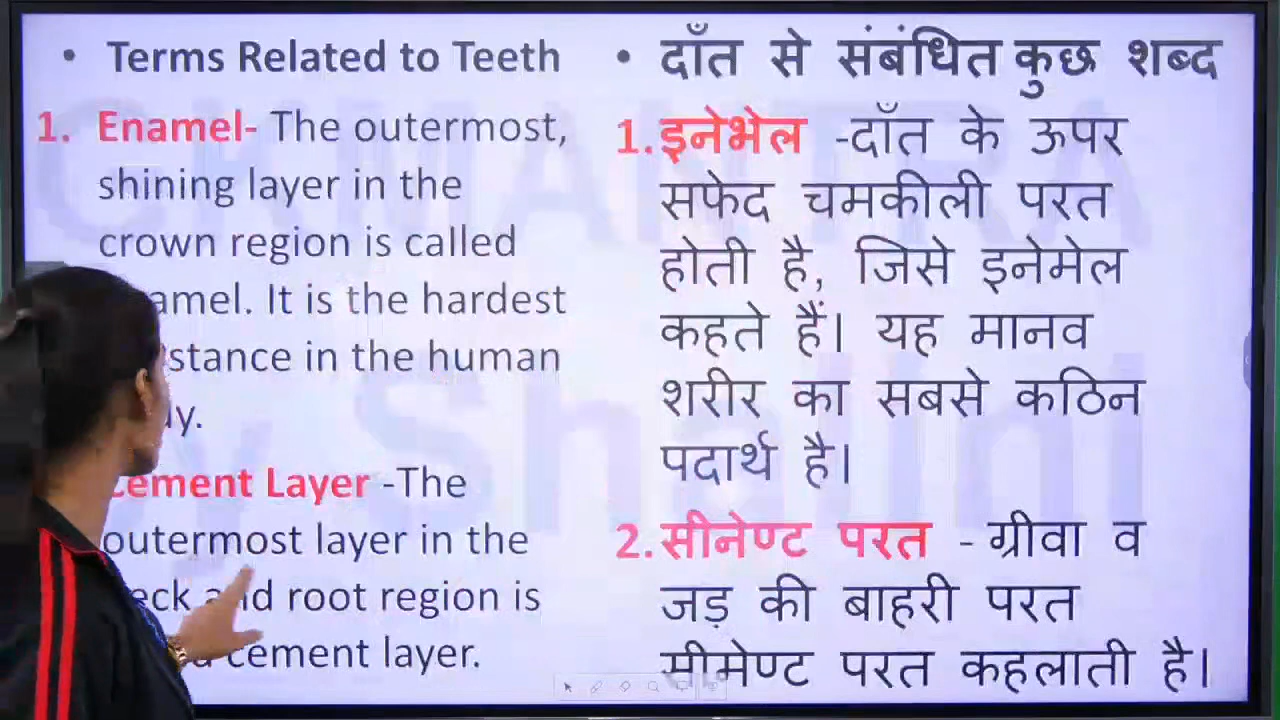 • Terms Related to Teeth
1. Enamel- The outermost,
shining layer in the
crown region is called
amel. It is the hardest
stance in the human
y.
Cement Layer -The
outermost layer in the
eck and root region is
cement layer.
• दाँत से संबंधित कुछ शब्द
1. इनेभेल -दाँत के ऊपर
सफेद चमकीली परत
होती है, जिसे इनेमेल
कहते हैं। यह मानव
शरीर का सबसे कठिन
पदार्थ है।
2. सीनेण्ट परत - ग्रीवा व
जड़ की बाहरी परत
सीमेण्ट परत कहलाती है।